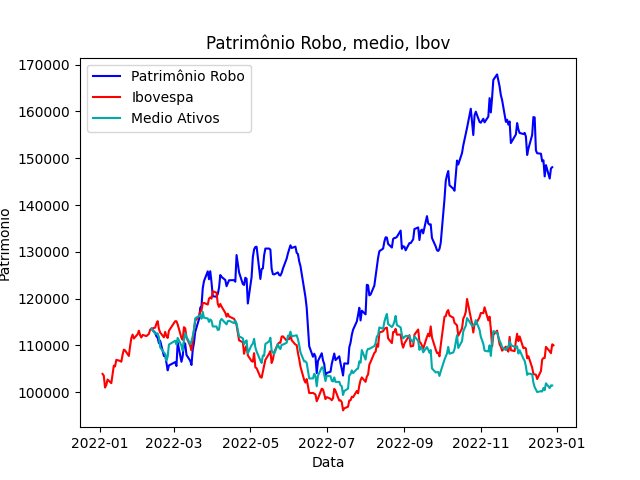 Patrimônio Robo, medio, Ibov
Patrimônio Robo
Ibovespa
Medio Ativos
170000
160000
150000
140000
130000
120000
110000
100000
Patrimonio
2022-01 2022-03 2022-05 2022-07 2022-09 2022-11 2023-01
Data